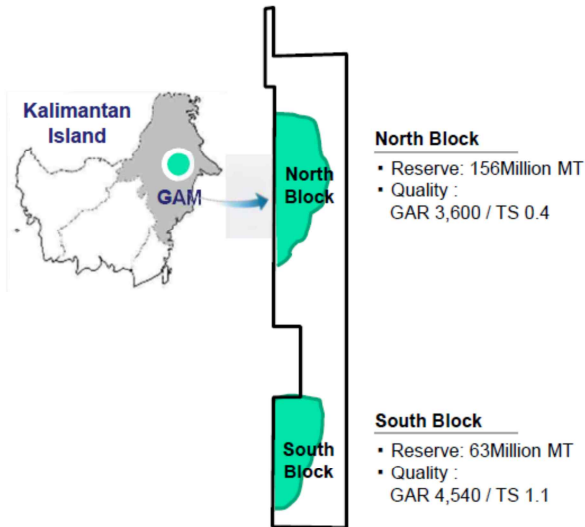 Kalimantan
Island
GAM
North
Block
North Block
▪ Reserve: 156Million MT
▪ Quality :
GAR 3,600 / TS 0.4
South
Block
South Block
▪ Reserve: 63Million MT
▪ Quality :
GAR 4,540 / TS 1.1